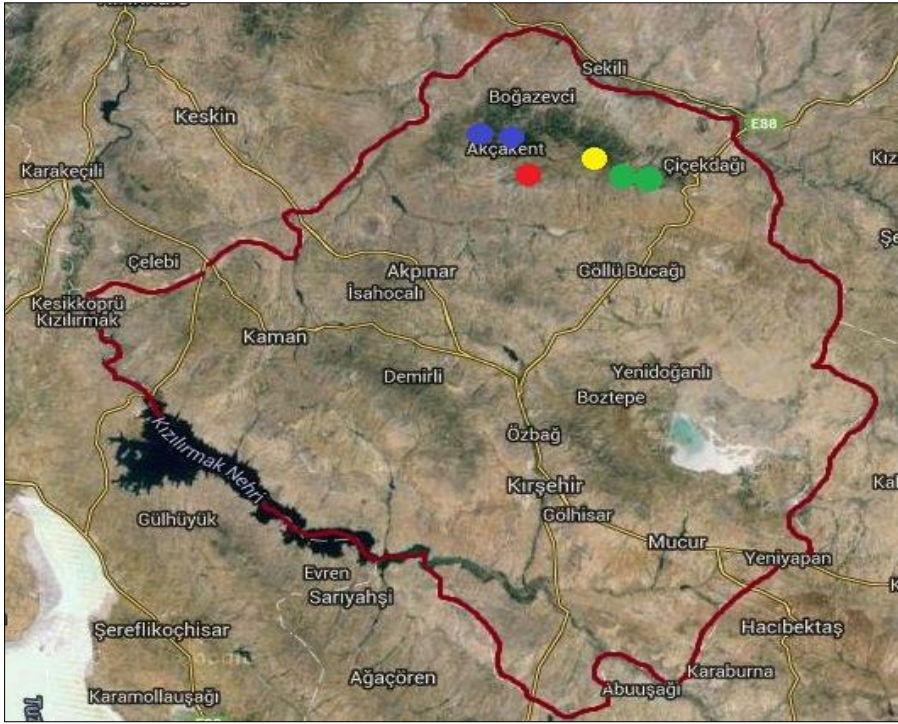 Sekili
Boğazevci
Keskin
E88
Akçakent
Karakeçili
Çiçekdağı
Çelebi
Akpınar
Göllü Bucağı
İsahocalı
Kesikköprü
Kızılırmak
Kaman
Demirli
Yenidoğanlı
Boztepe
Kızılırmak Nehri
Özbağ
Kırşehir
Gölhisar
Gülhüyük
Mucur
Yeniyapan
Evren
Sarıyahşi
Şereflikoçhisar
Hacıbektaş
Ağaçören
Karaburna
Karamollauşağı
Abuuşağı